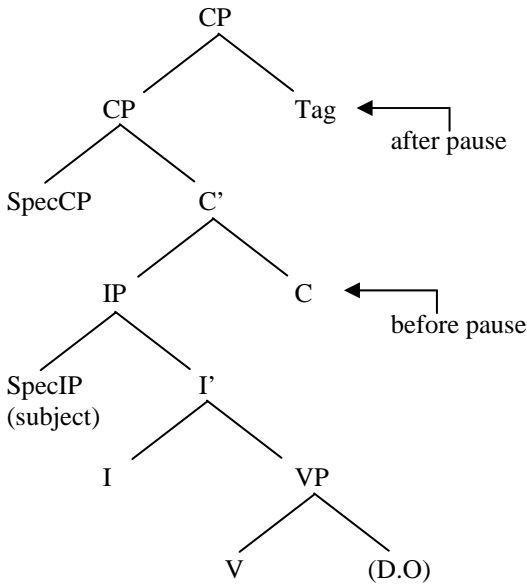 CP
CP Tag
after pause
SpecCP C’
IP C
before pause
SpecIP I’
(subject)
I VP
V (D.O)